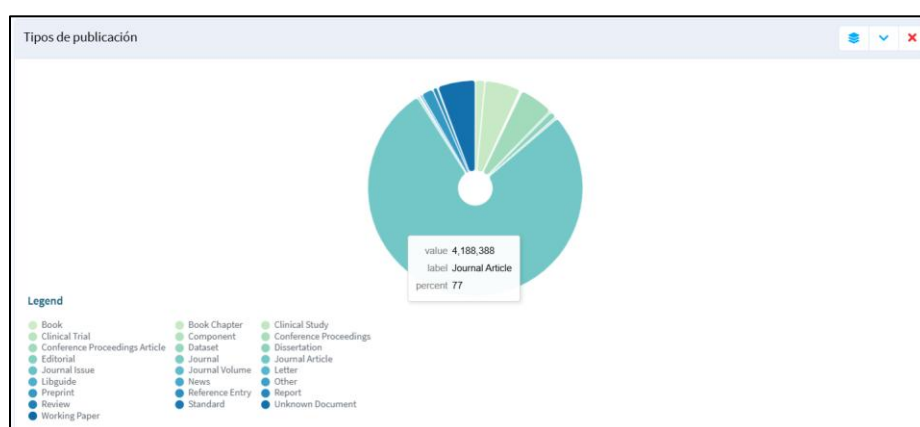 Tipos de publicación
value 4,188,388
label Journal Article
percent 77
Legend
Book Book Chapter Clinical Study
Clinical Trial Component Conference Proceedings
Conference Proceedings Article Dataset Dissertation
Editorial Journal Journal Article
Journal Issue Journal Volume Letter
Libguide News Other
Preprint Reference Entry Report
Review Standard Unknown Document
Working Paper